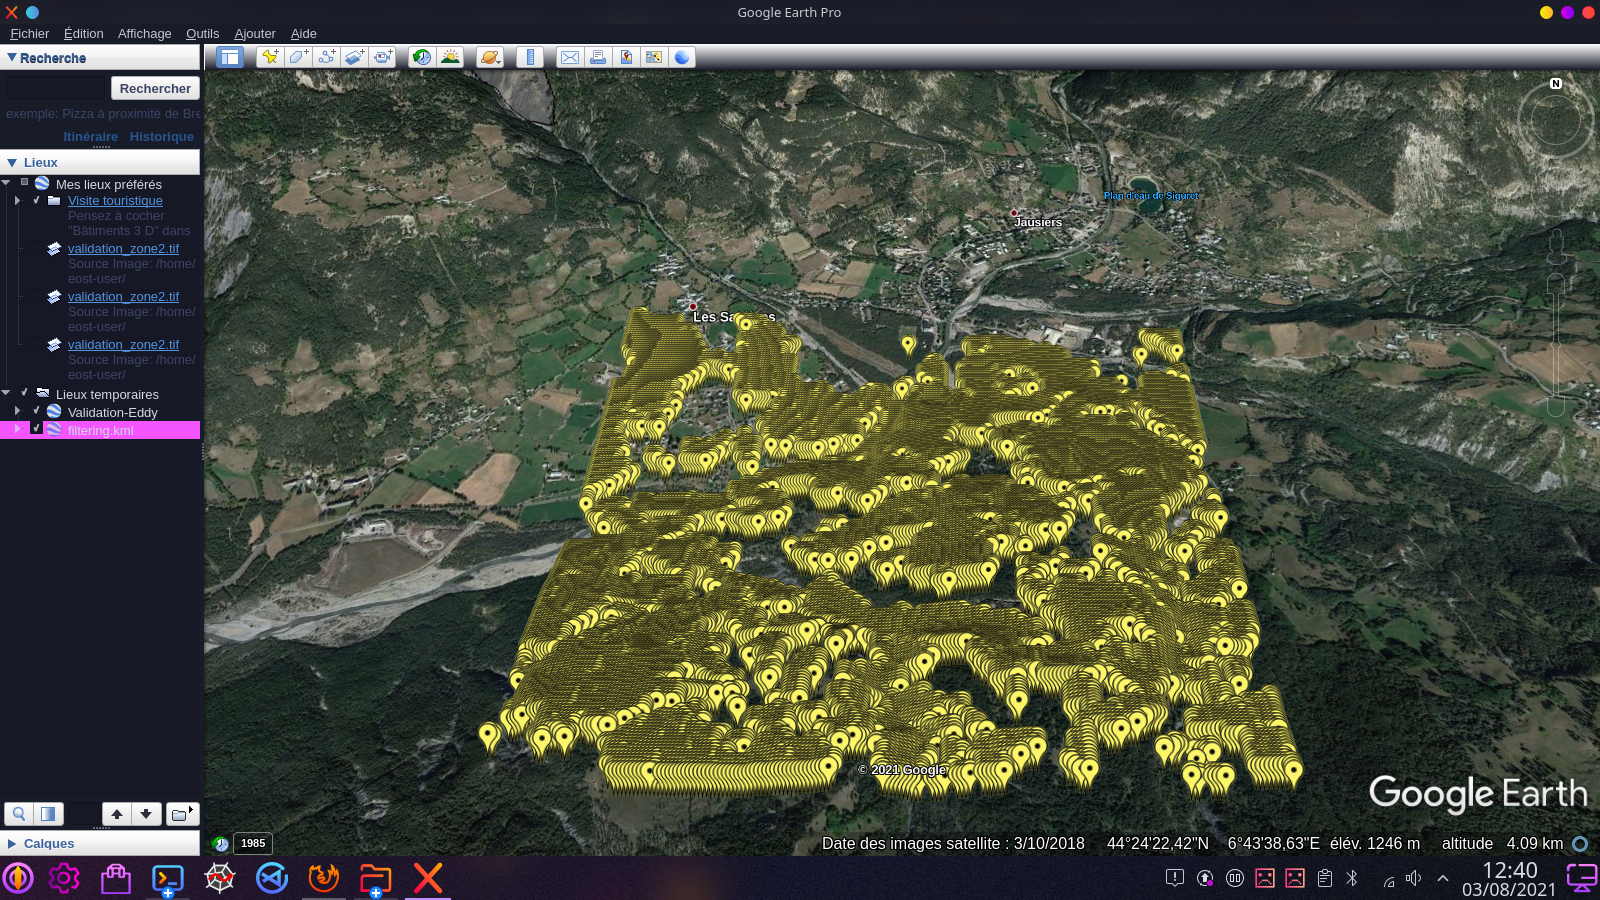 Google Earth Pro
Fichier Édition Affichage Outils Ajouter Aide
Recherche
Rechercher
exemple: Pizza à proximité de Bre
Itinéraire Historique
Lieux
Mes lieux préférés
Visite touristique
Pensez à cocher
"Bâtiments 3 D" dans
validation_zone2.tif
Source Image: /home/
eost-user/
validation_zone2.tif
Source Image: /home/
eost-user/
validation_zone2.tif
Source Image: /home/
eost-user/
Lieux temporaires
Validation-Eddy
filtering.kml
Calques
N
Plan d'eau de Siguret
Jausiers
Les Sa
© 2021 Google
Google Earth
1985
Date des images satellite : 3/10/2018 44°24'22,42"N 6°43'38,63"E élév. 1246 m altitude 4.09 km
12:40
03/08/2021